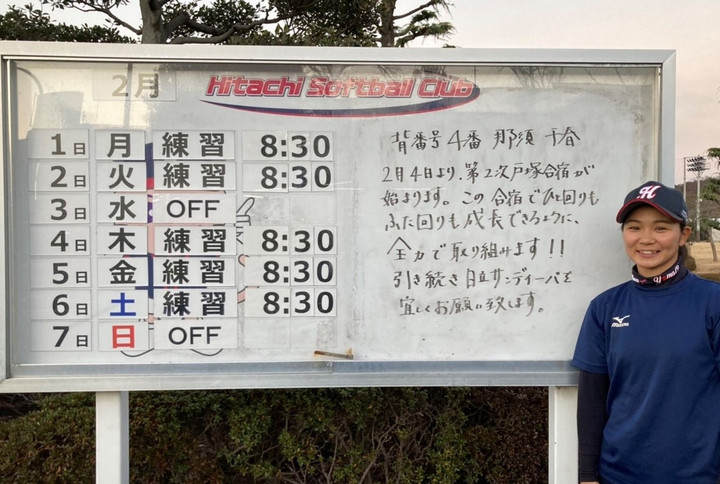 2月
Hitachi Softball Club
1日 月 練習 8:30
2日 火 練習 8:30
3日 水 OFF
4日 木 練習 8:30
5日 金 練習 8:30
6日 土 練習 8:30
7日 日 OFF
背番号4番 那須 千春
2月4日より、第2次戸塚合宿が
始まります。この合宿でひと回りも
ふた回りも成長できるように、
全力で取り組みます!!
引き続き日立サンディーバを
宜しくお願い致します。
H
mizuno